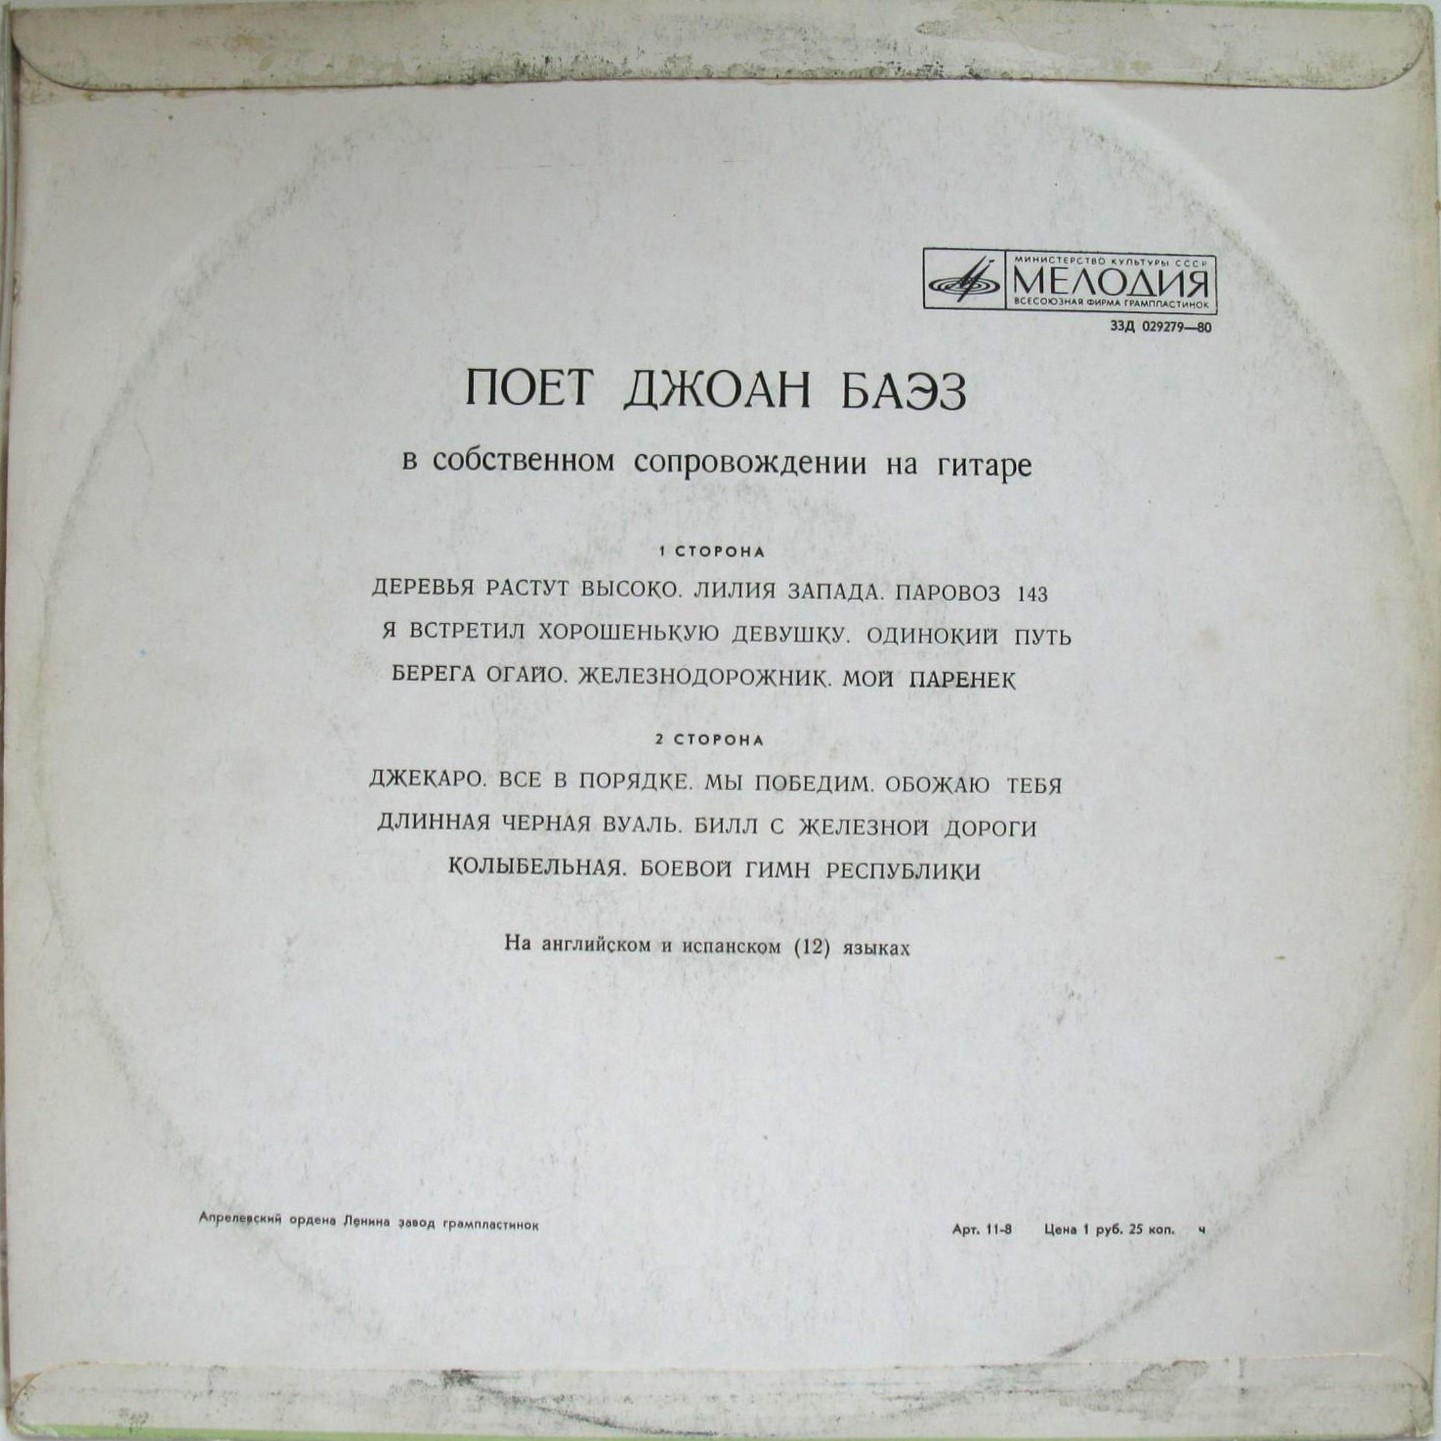 МИНИСТЕРСТВО КУЛЬТУРЫ СССР
МЕЛОДИЯ
ВСЕСОЮЗНАЯ ФИРМА ГРАМПЛАСТИНОК
33Д 029279—80
ПОЕТ ДЖОАН БАЭЗ
в собственном сопровождении на гитаре
1 СТОРОНА
ДЕРЕВЬЯ РАСТУТ ВЫСОКО. ЛИЛИЯ ЗАПАДА. ПАРОВОЗ 143
Я ВСТРЕТИЛ ХОРОШЕНЬКУЮ ДЕВУШКУ. ОДИНОКИЙ ПУТЬ
БЕРЕГА ОГАЙО. ЖЕЛЕЗНОДОРОЖНИК. МОЙ ПАРЕНЕК
2 СТОРОНА
ДЖЕКАРО. ВСЕ В ПОРЯДКЕ. МЫ ПОБЕДИМ. ОБОЖАЮ ТЕБЯ
ДЛИННАЯ ЧЕРНАЯ ВУАЛЬ. БИЛЛ С ЖЕЛЕЗНОЙ ДОРОГИ
КОЛЫБЕЛЬНАЯ. БОЕВОЙ ГИМН РЕСПУБЛИКИ
На английском и испанском (12) языках
Апрелевский ордена Ленина завод грампластинок
Арт. 11-8 Цена 1 руб. 25 коп. ч